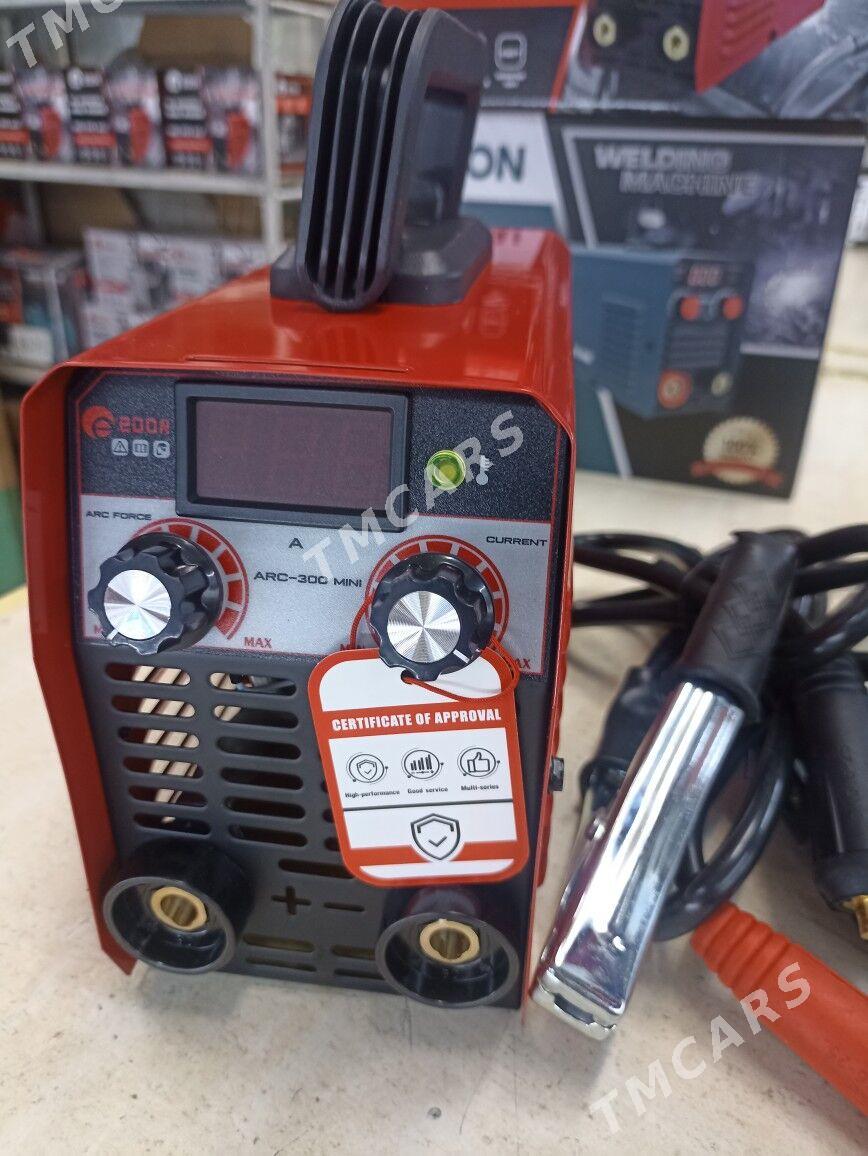 TMCARS
ON
WELDING
MACHINE
EDON
ARC FORCE
A
CURRENT
ARC-300 MINI
MAX
CERTIFICATE OF APPROVAL
High-performance
Good service
Multi-series
+ -
TMCARS
TMCARS
TMCARS